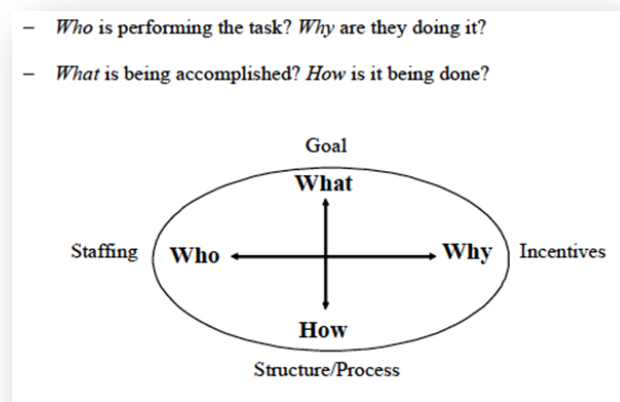 – Who is performing the task? Why are they doing it?
– What is being accomplished? How is it being done?
Goal
What
Staffing Who Why Incentives
How
Structure/Process